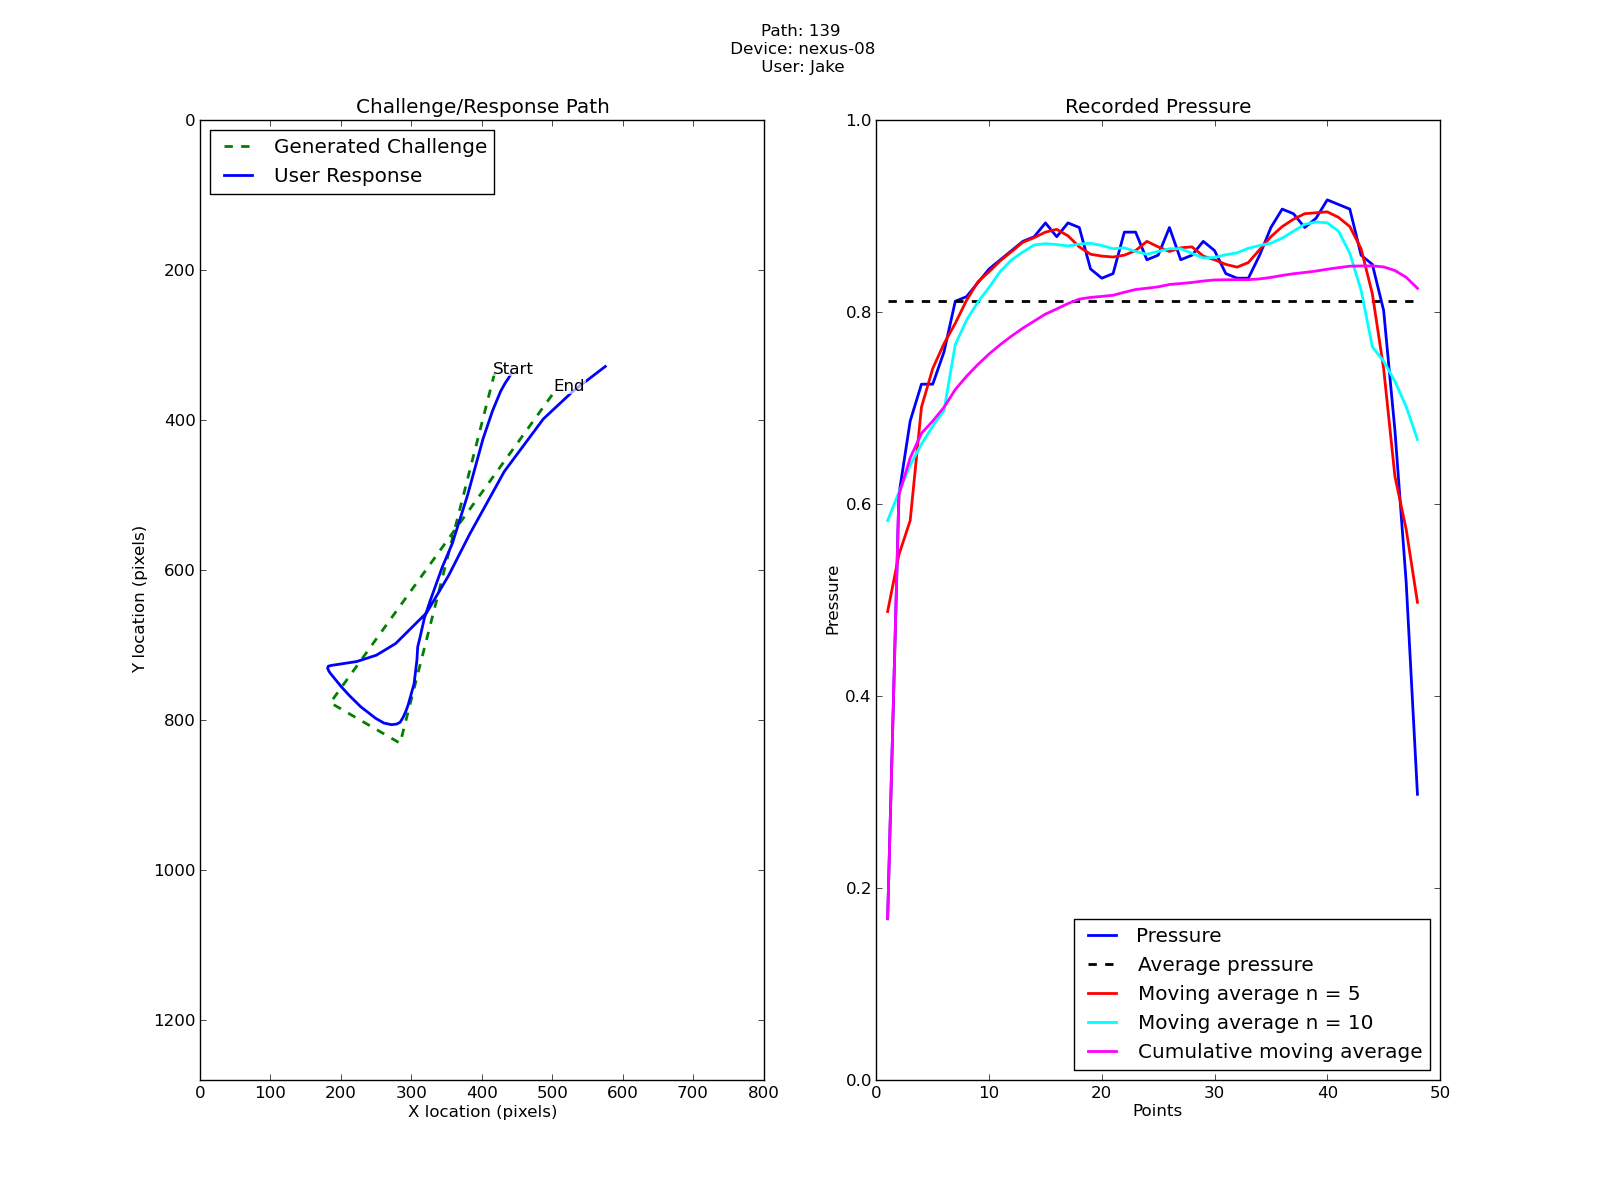 Path: 139
Device: nexus-08
User: Jake
Challenge/Response Path
Generated Challenge
User Response
Start
End
0
200
400
600
800
1000
1200
Y location (pixels)
0 100 200 300 400 500 600 700 800
X location (pixels)
Recorded Pressure
1.0
0.8
0.6
0.4
0.2
0.0
Pressure
Pressure
Average pressure
Moving average n = 5
Moving average n = 10
Cumulative moving average
0 10 20 30 40 50
Points